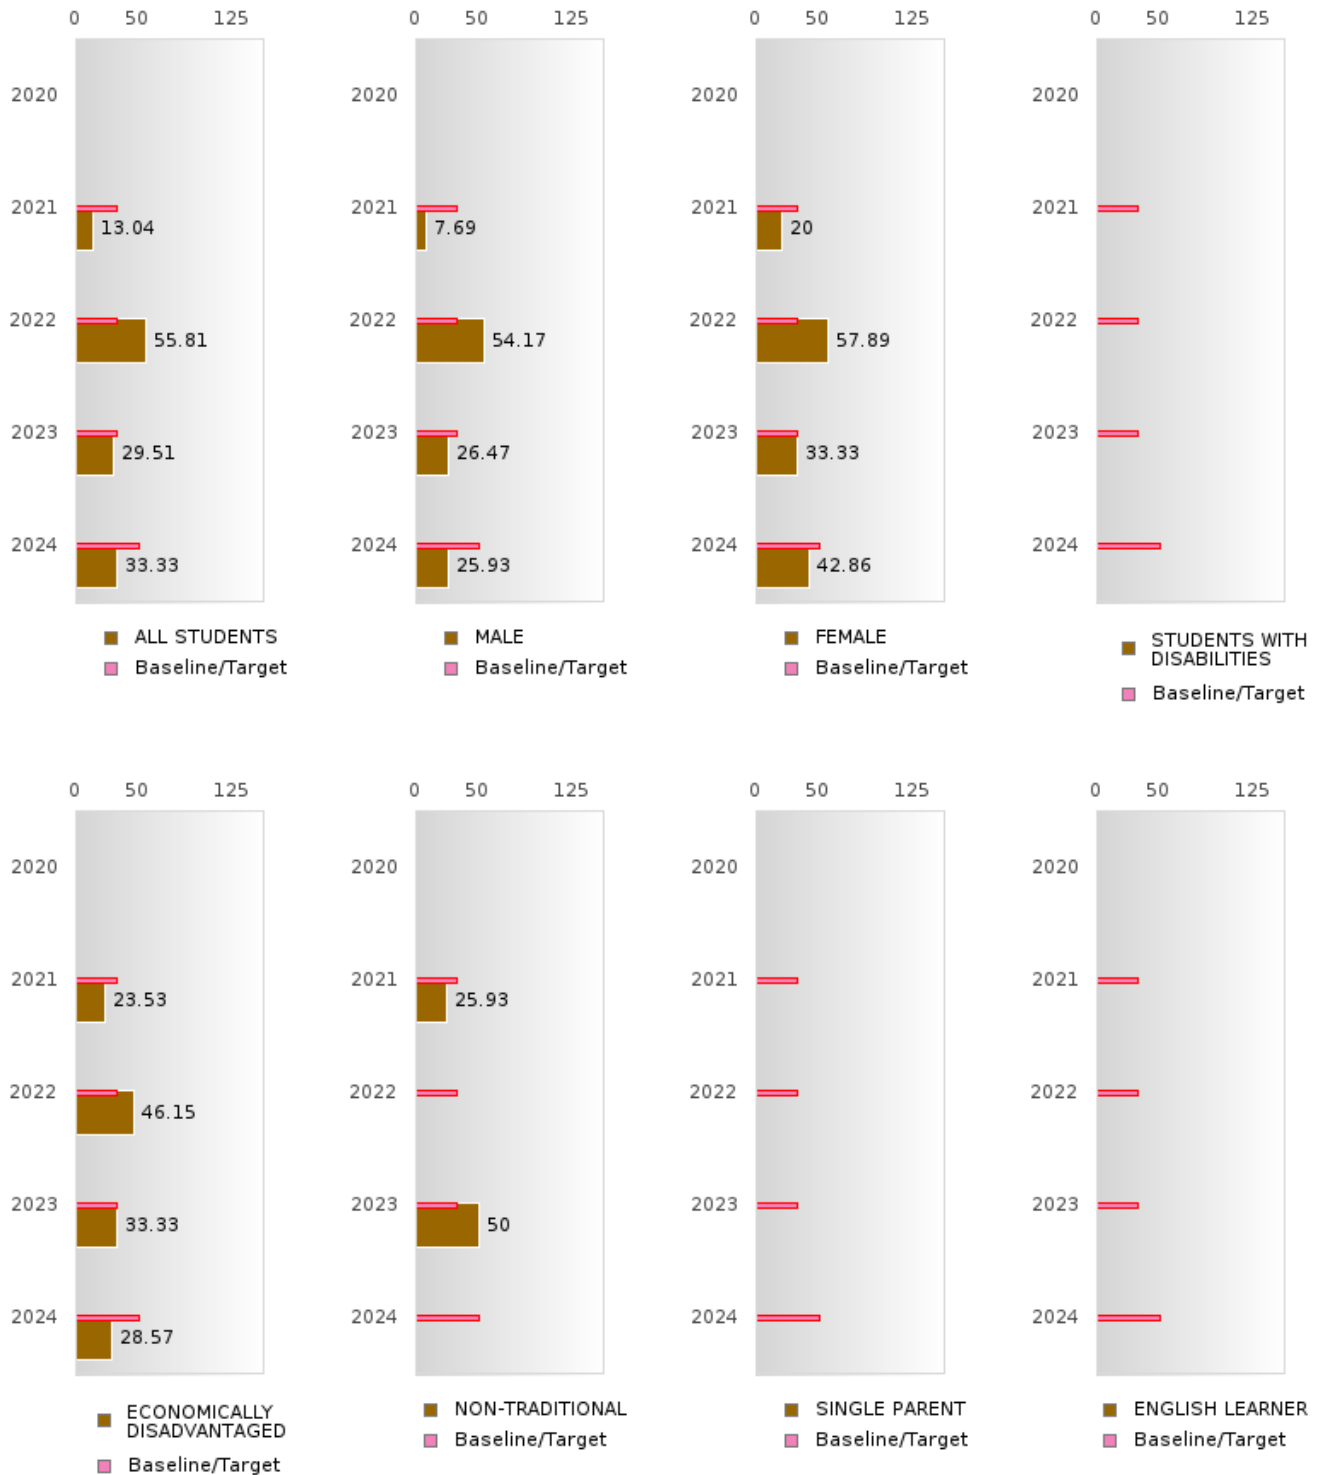 0 50 125
2020
2021
13.04
2022
55.81
2023
29.51
2024
33.33
ALL STUDENTS
Baseline/Target
0 50 125
2020
2021
7.69
2022
54.17
2023
26.47
2024
25.93
MALE
Baseline/Target
0 50 125
2020
2021
20
2022
57.89
2023
33.33
2024
42.86
FEMALE
Baseline/Target
0 50 125
2020
2021
2022
2023
2024
STUDENTS WITH
DISABILITIES
Baseline/Target
0 50 125
2020
2021
23.53
2022
46.15
2023
33.33
2024
28.57
ECONOMICALLY
DISADVANTAGED
Baseline/Target
0 50 125
2020
2021
25.93
2022
2023
50
2024
NON-TRADITIONAL
Baseline/Target
0 50 125
2020
2021
2022
2023
2024
SINGLE PARENT
Baseline/Target
0 50 125
2020
2021
2022
2023
2024
ENGLISH LEARNER
Baseline/Target